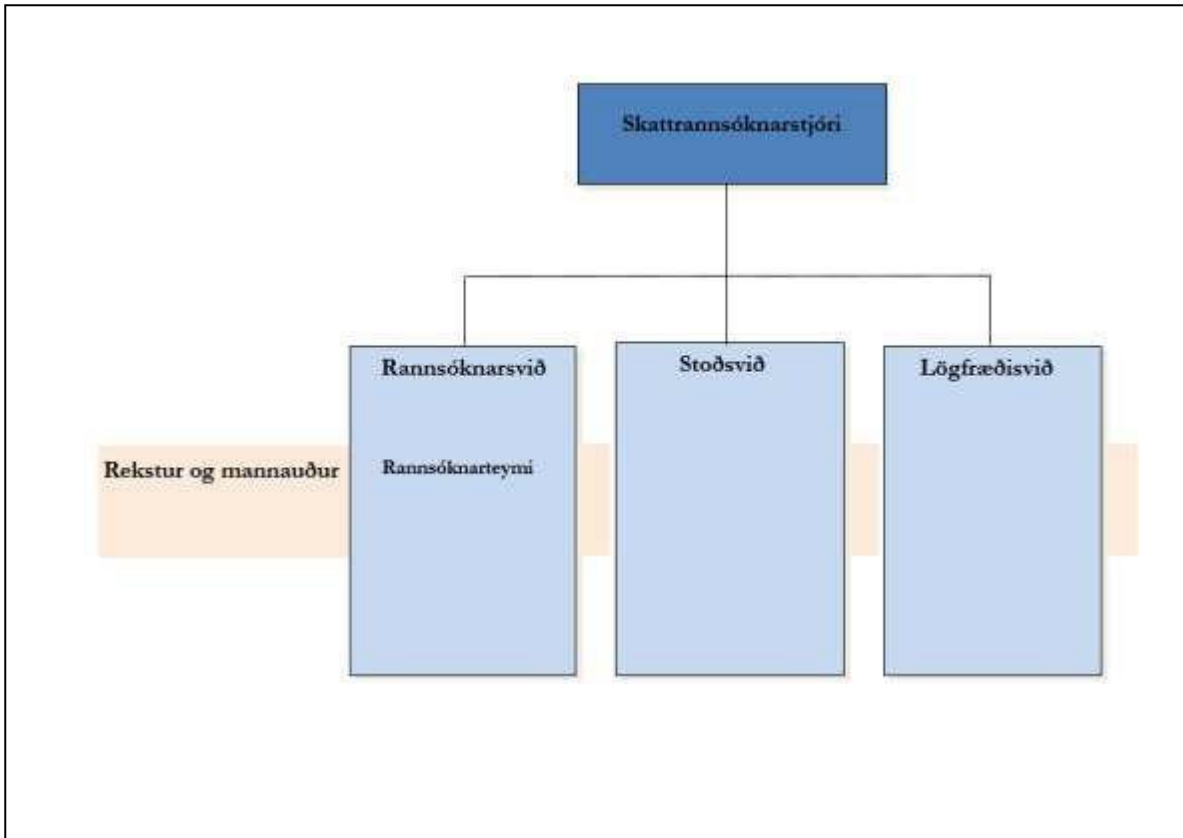 Skattrannsóknarstjóri
Rannsóknarsvið
Stoðsvið
Lögfræðisvið
Rekstur og mannauður
Rannsóknarteymi